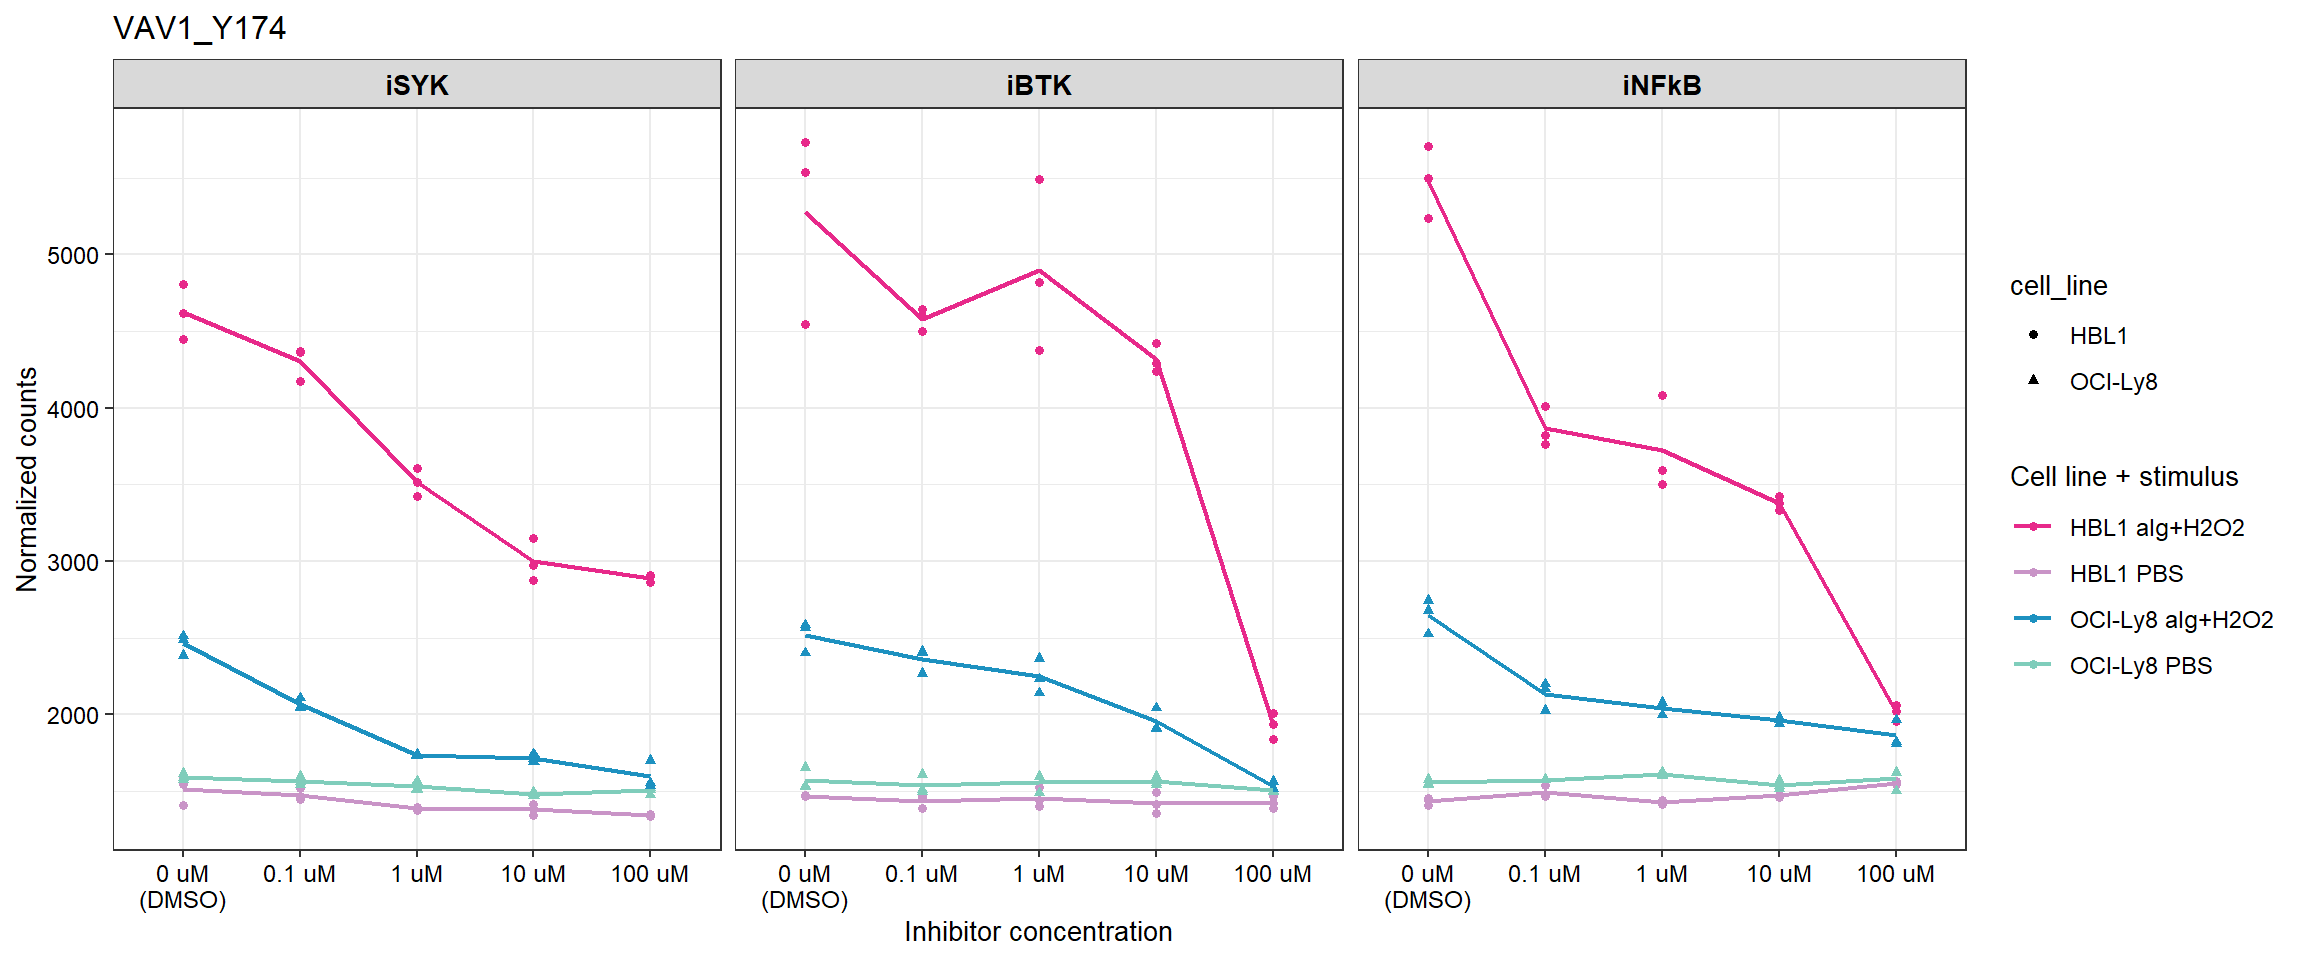 VAV1_Y174
iSYK
iBTK
iNFkB
Normalized counts
5000
4000
3000
2000
0 uM
(DMSO)
0.1 uM
1 uM
10 uM
100 uM
0 uM
(DMSO)
0.1 uM
1 uM
10 uM
100 uM
0 uM
(DMSO)
0.1 uM
1 uM
10 uM
100 uM
Inhibitor concentration
cell_line
HBL1
OCI-Ly8
Cell line + stimulus
HBL1 aIg+H2O2
HBL1 PBS
OCI-Ly8 aIg+H2O2
OCI-Ly8 PBS